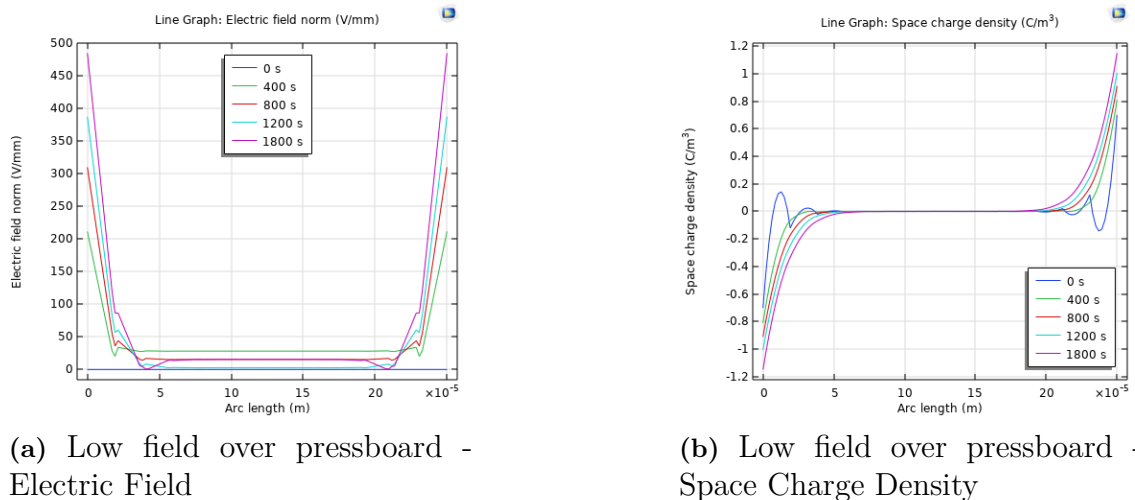 Line Graph: Electric field norm (V/mm)
500
450
400
350
300
250
200
150
100
50
0
Electric field norm (V/mm)
0 s
400 s
800 s
1200 s
1800 s
0 5 10 15 20 ×10⁻⁵
Arc length (m)
(a) Low field over pressboard -
Electric Field
Line Graph: Space charge density (C/m³)
1.2
1
0.8
0.6
0.4
0.2
0
-0.2
-0.4
-0.6
-0.8
-1
-1.2
Space charge density (C/m³)
0 s
400 s
800 s
1200 s
1800 s
0 5 10 15 20 ×10⁻⁵
Arc length (m)
(b) Low field over pressboard -
Space Charge Density